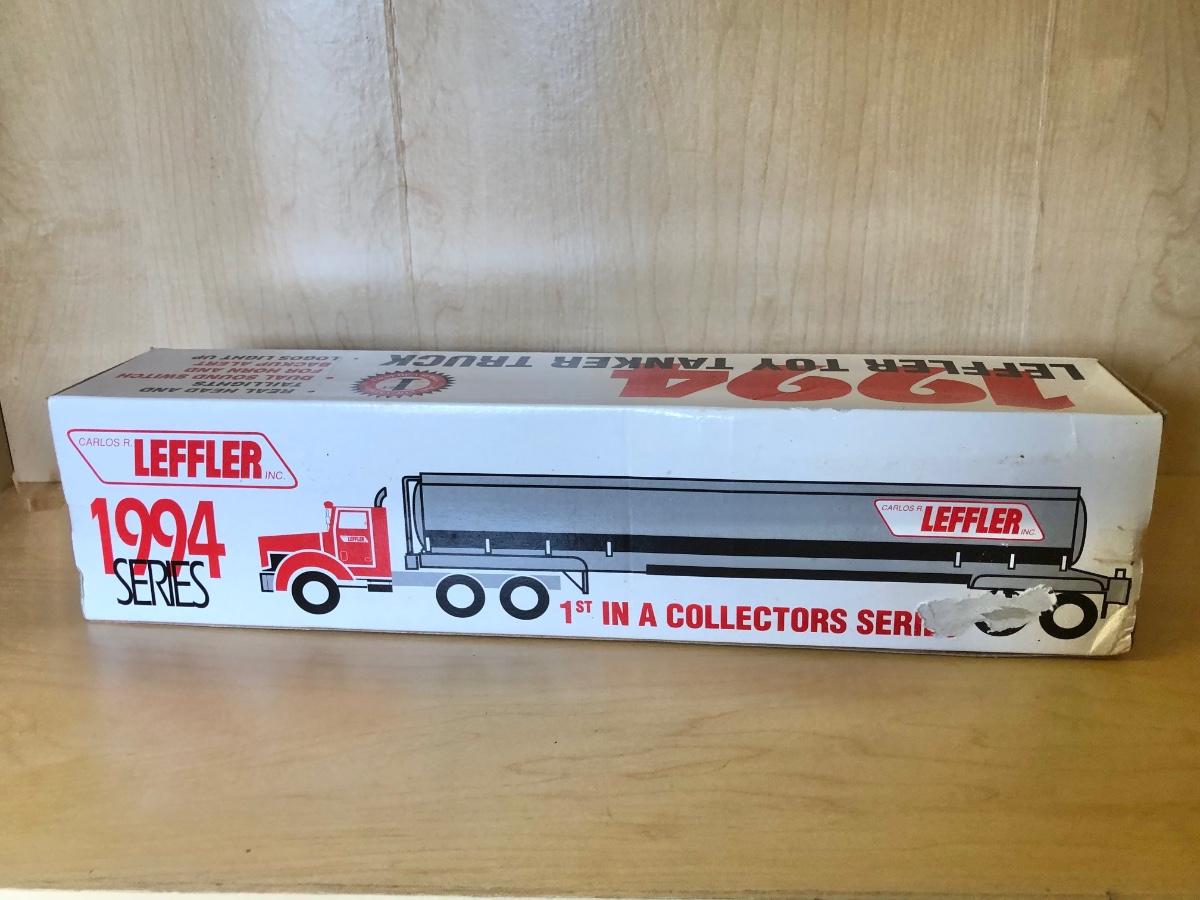 LEFFLER TOY TANKER TRUCK
1994
1
• REAL HEAD AND
TAILLIGHTS
• DUAL SOUND SWITCH
FOR HORN AND
BACKUP ALERT
• LOGOS LIGHT UP
CARLOS R. LEFFLER INC.
1994
SERIES
LEFFLER
CARLOS R. LEFFLER INC.
1ST IN A COLLECTORS SERI